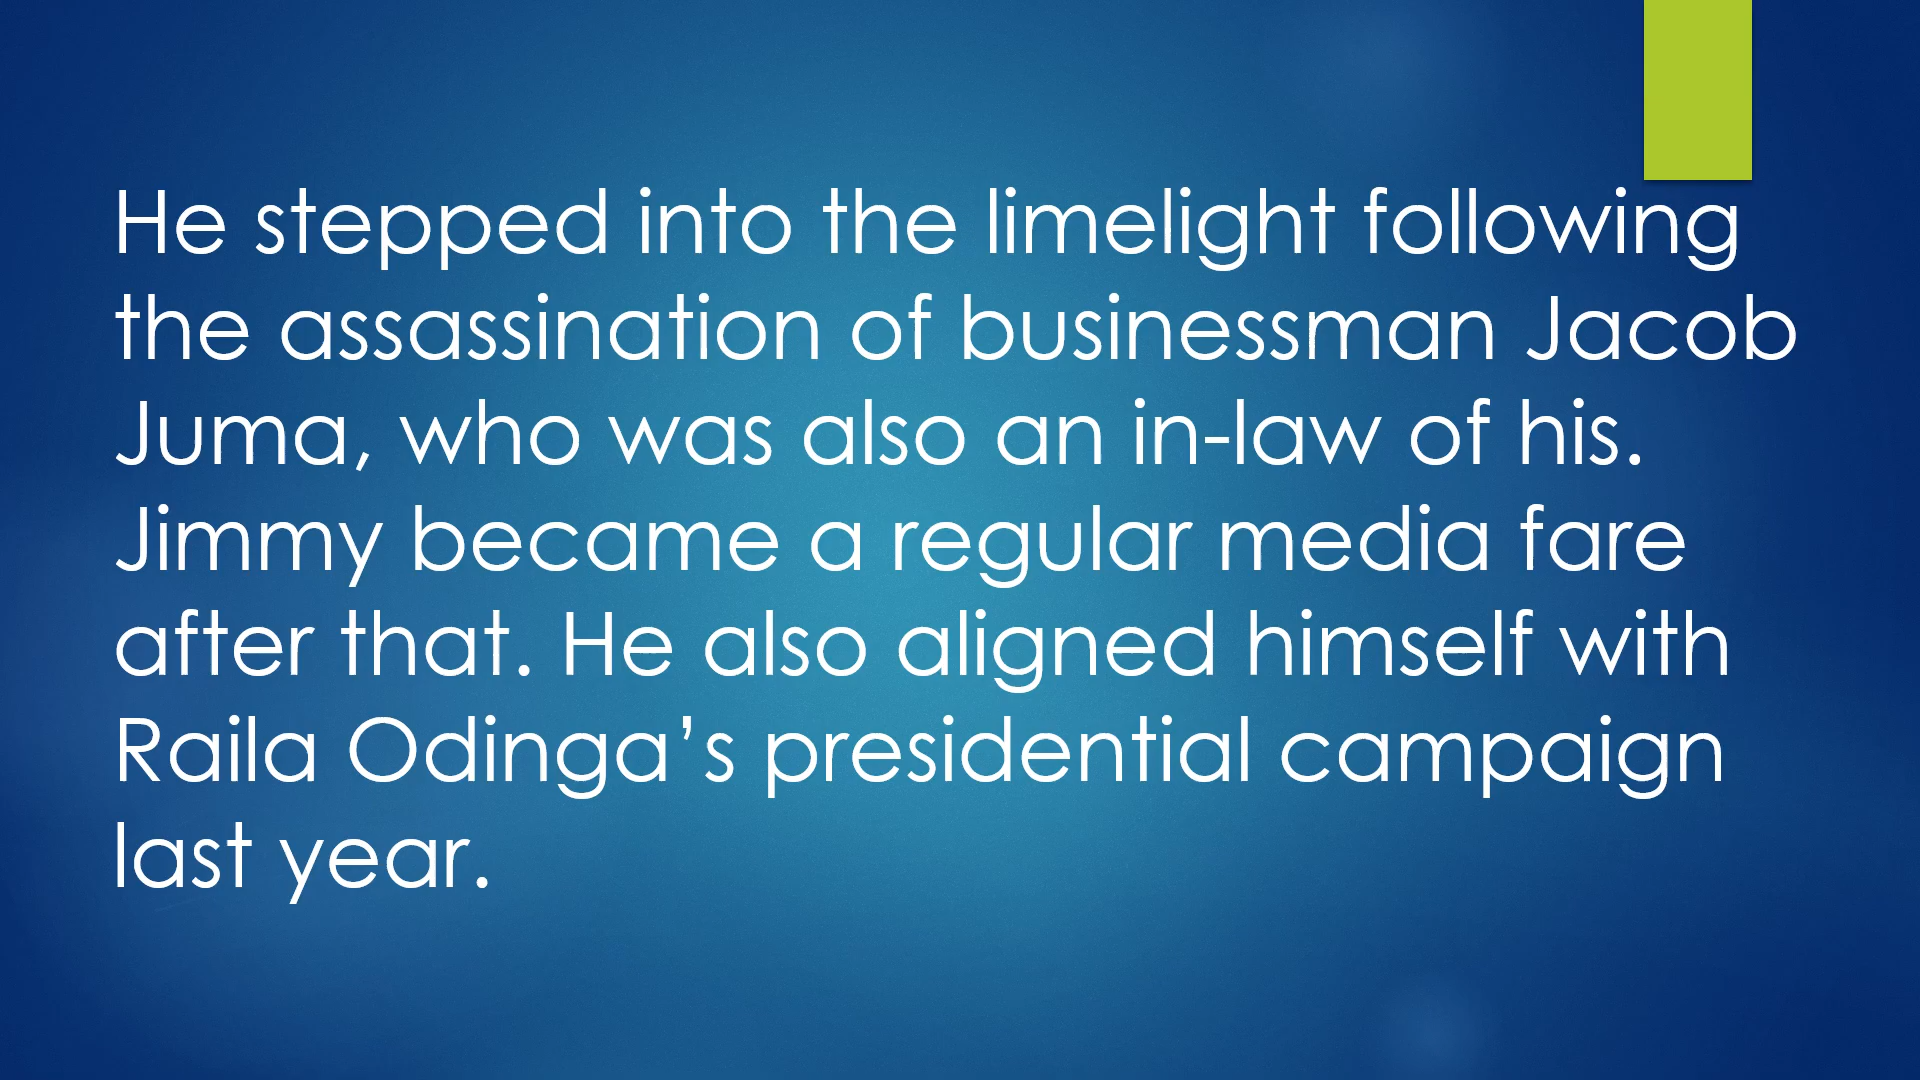 He stepped into the limelight following
the assassination of businessman Jacob
Juma, who was also an in-law of his.
Jimmy became a regular media fare
after that. He also aligned himself with
Raila Odinga’s presidential campaign
last year.